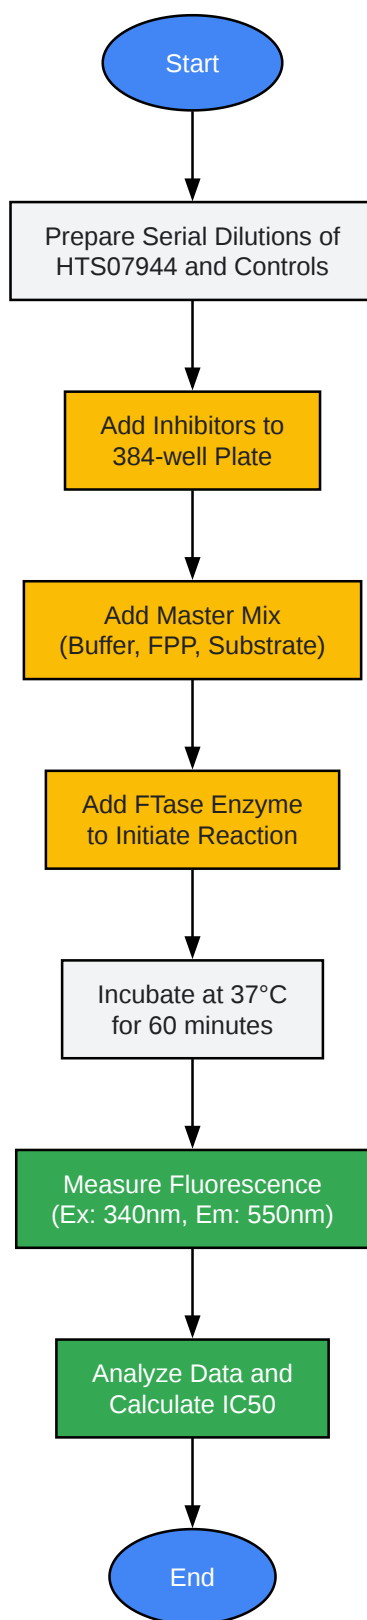 Start
Prepare Serial Dilutions of
HTS07944 and Controls
Add Inhibitors to
384-well Plate
Add Master Mix
(Buffer, FPP, Substrate)
Add FTase Enzyme
to Initiate Reaction
Incubate at 37°C
for 60 minutes
Measure Fluorescence
(Ex: 340nm, Em: 550nm)
Analyze Data and
Calculate IC50
End